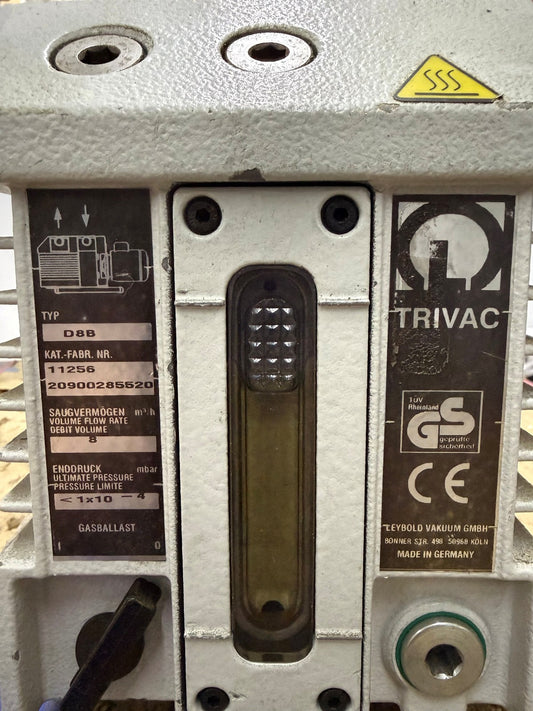 TYP
D8B
KAT.-FABR. NR.
11256
20900285520
SAUGVERMÖGEN m³·h
VOLUME FLOW RATE
DEBIT VOLUME
8
ENDDRUCK mbar
ULTIMATE PRESSURE
PRESSURE LIMITE
< 1x10 -4
GASBALLAST
I O
TRIVAC
TÜV
Rheinland
GS
geprüfte
sicherheit
CE
LEYBOLD VAKUUM GMBH
BONNER STR. 498 50968 KÖLN
MADE IN GERMANY